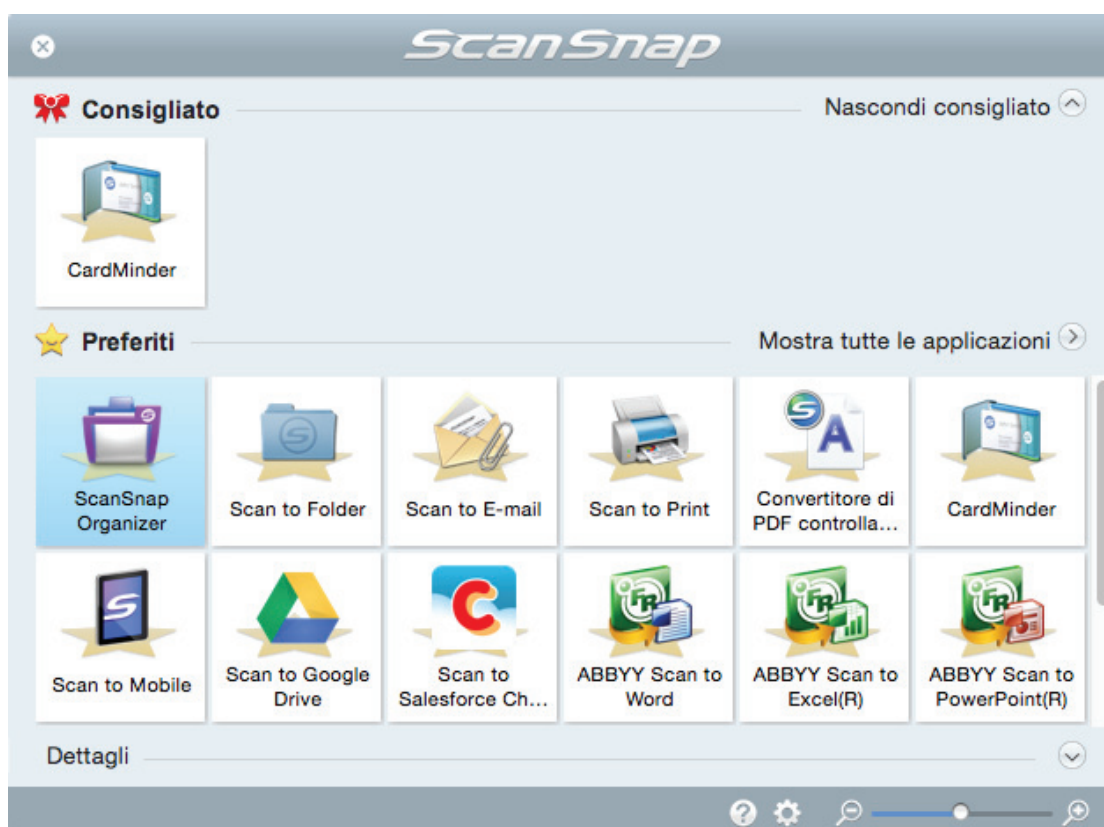 ScanSnap
Consigliato
Nascondi consigliato
CardMinder
Preferiti
Mostra tutte le applicazioni
ScanSnap
Organizer
Scan to Folder
Scan to E-mail
Scan to Print
Convertitore di
PDF controlla...
CardMinder
Scan to Mobile
Scan to Google
Drive
Scan to
Salesforce Ch...
ABBYY Scan to
Word
ABBYY Scan to
Excel(R)
ABBYY Scan to
PowerPoint(R)
Dettagli